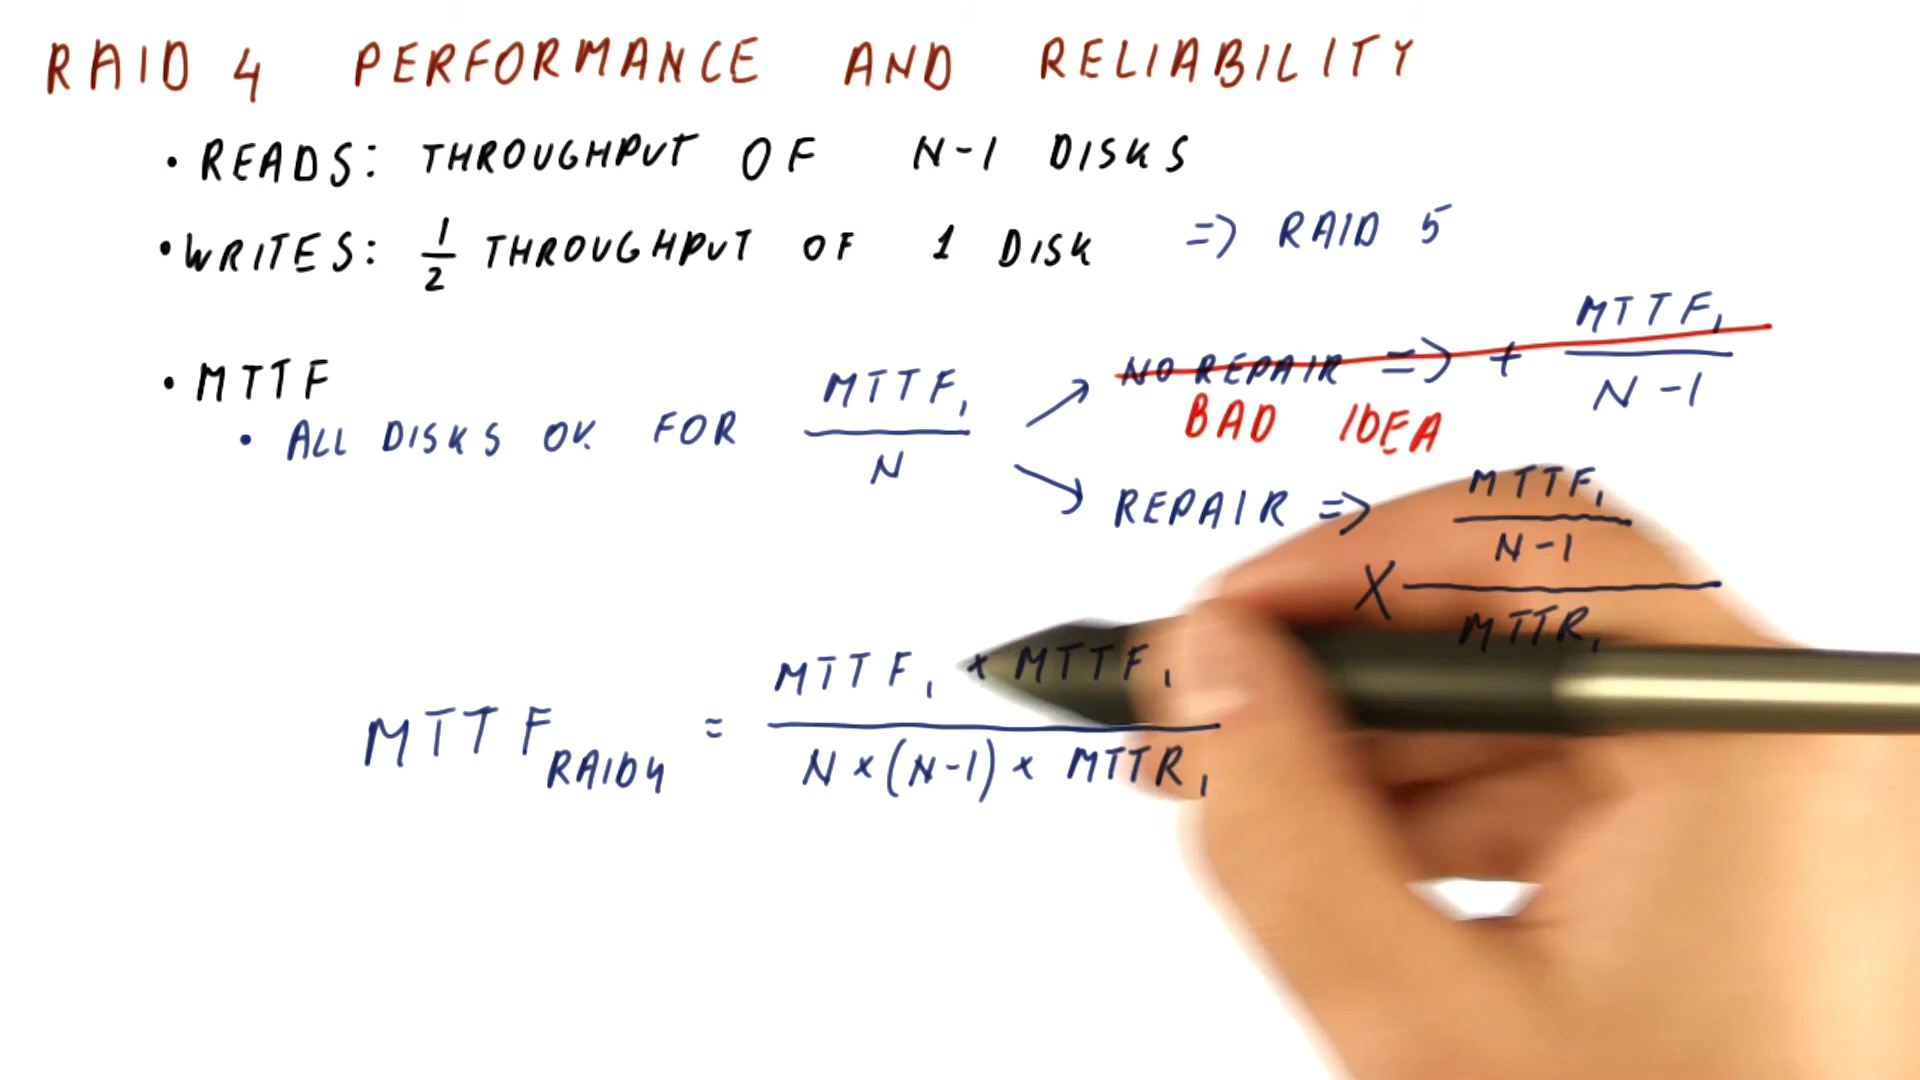 RAID 4 PERFORMANCE AND RELIABILITY
• READS: THROUGHPUT OF N-1 DISKS
• WRITES: 1/2 THROUGHPUT OF 1 DISK => RAID 5
• MTTF
• ALL DISKS OK FOR MTTF₁ / N
NO REPAIR => + MTTF₁ / N-1
BAD IDEA
REPAIR => × (MTTF₁ / N-1) / MTTR₁
MTTF RAID4 = MTTF₁ × MTTF₁ / N × (N-1) × MTTR₁